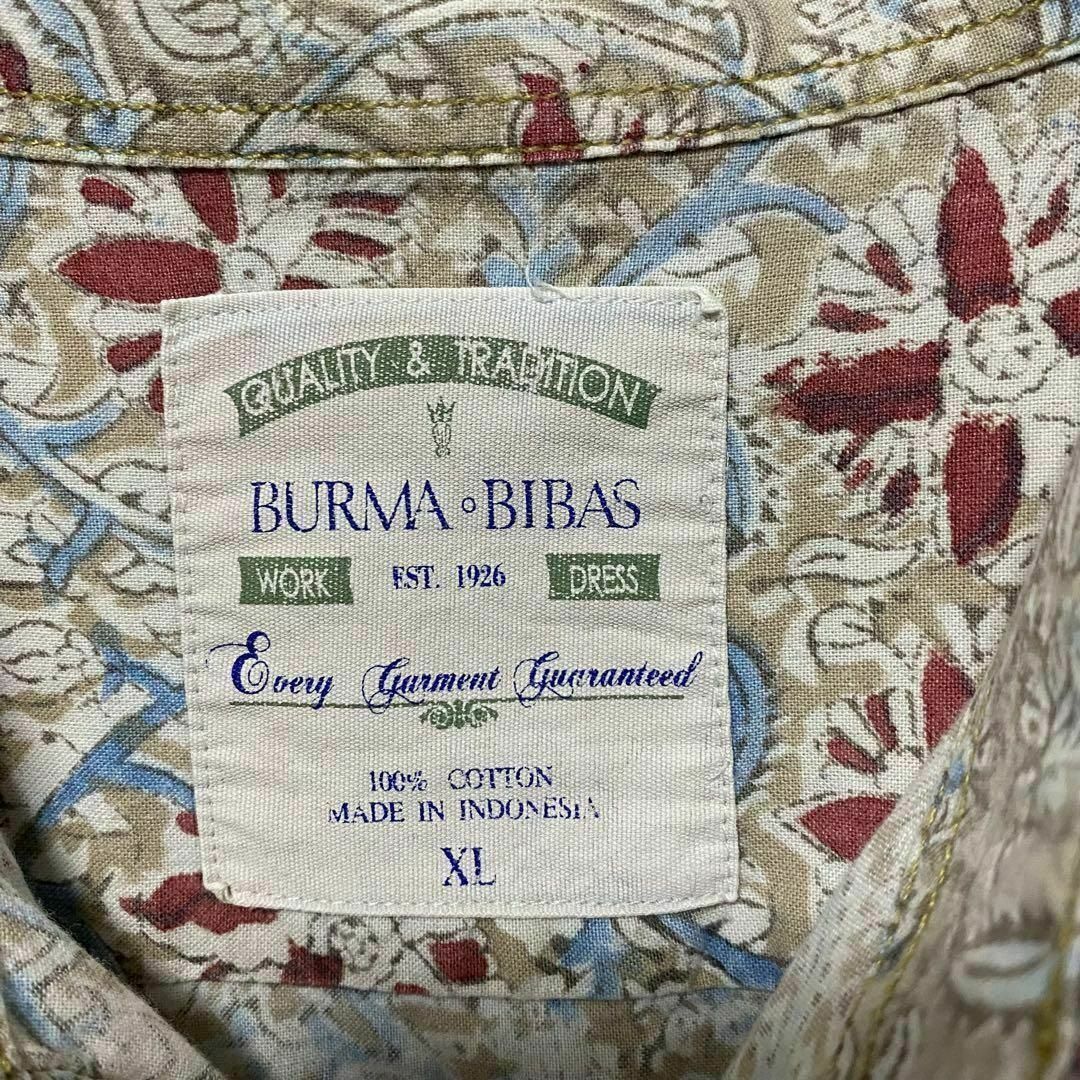 QUALITY & TRADITION
BURMA ∘ BIBAS
WORK EST. 1926 DRESS
Every Garment Guaranteed
100% COTTON
MADE IN INDONESIA
XL